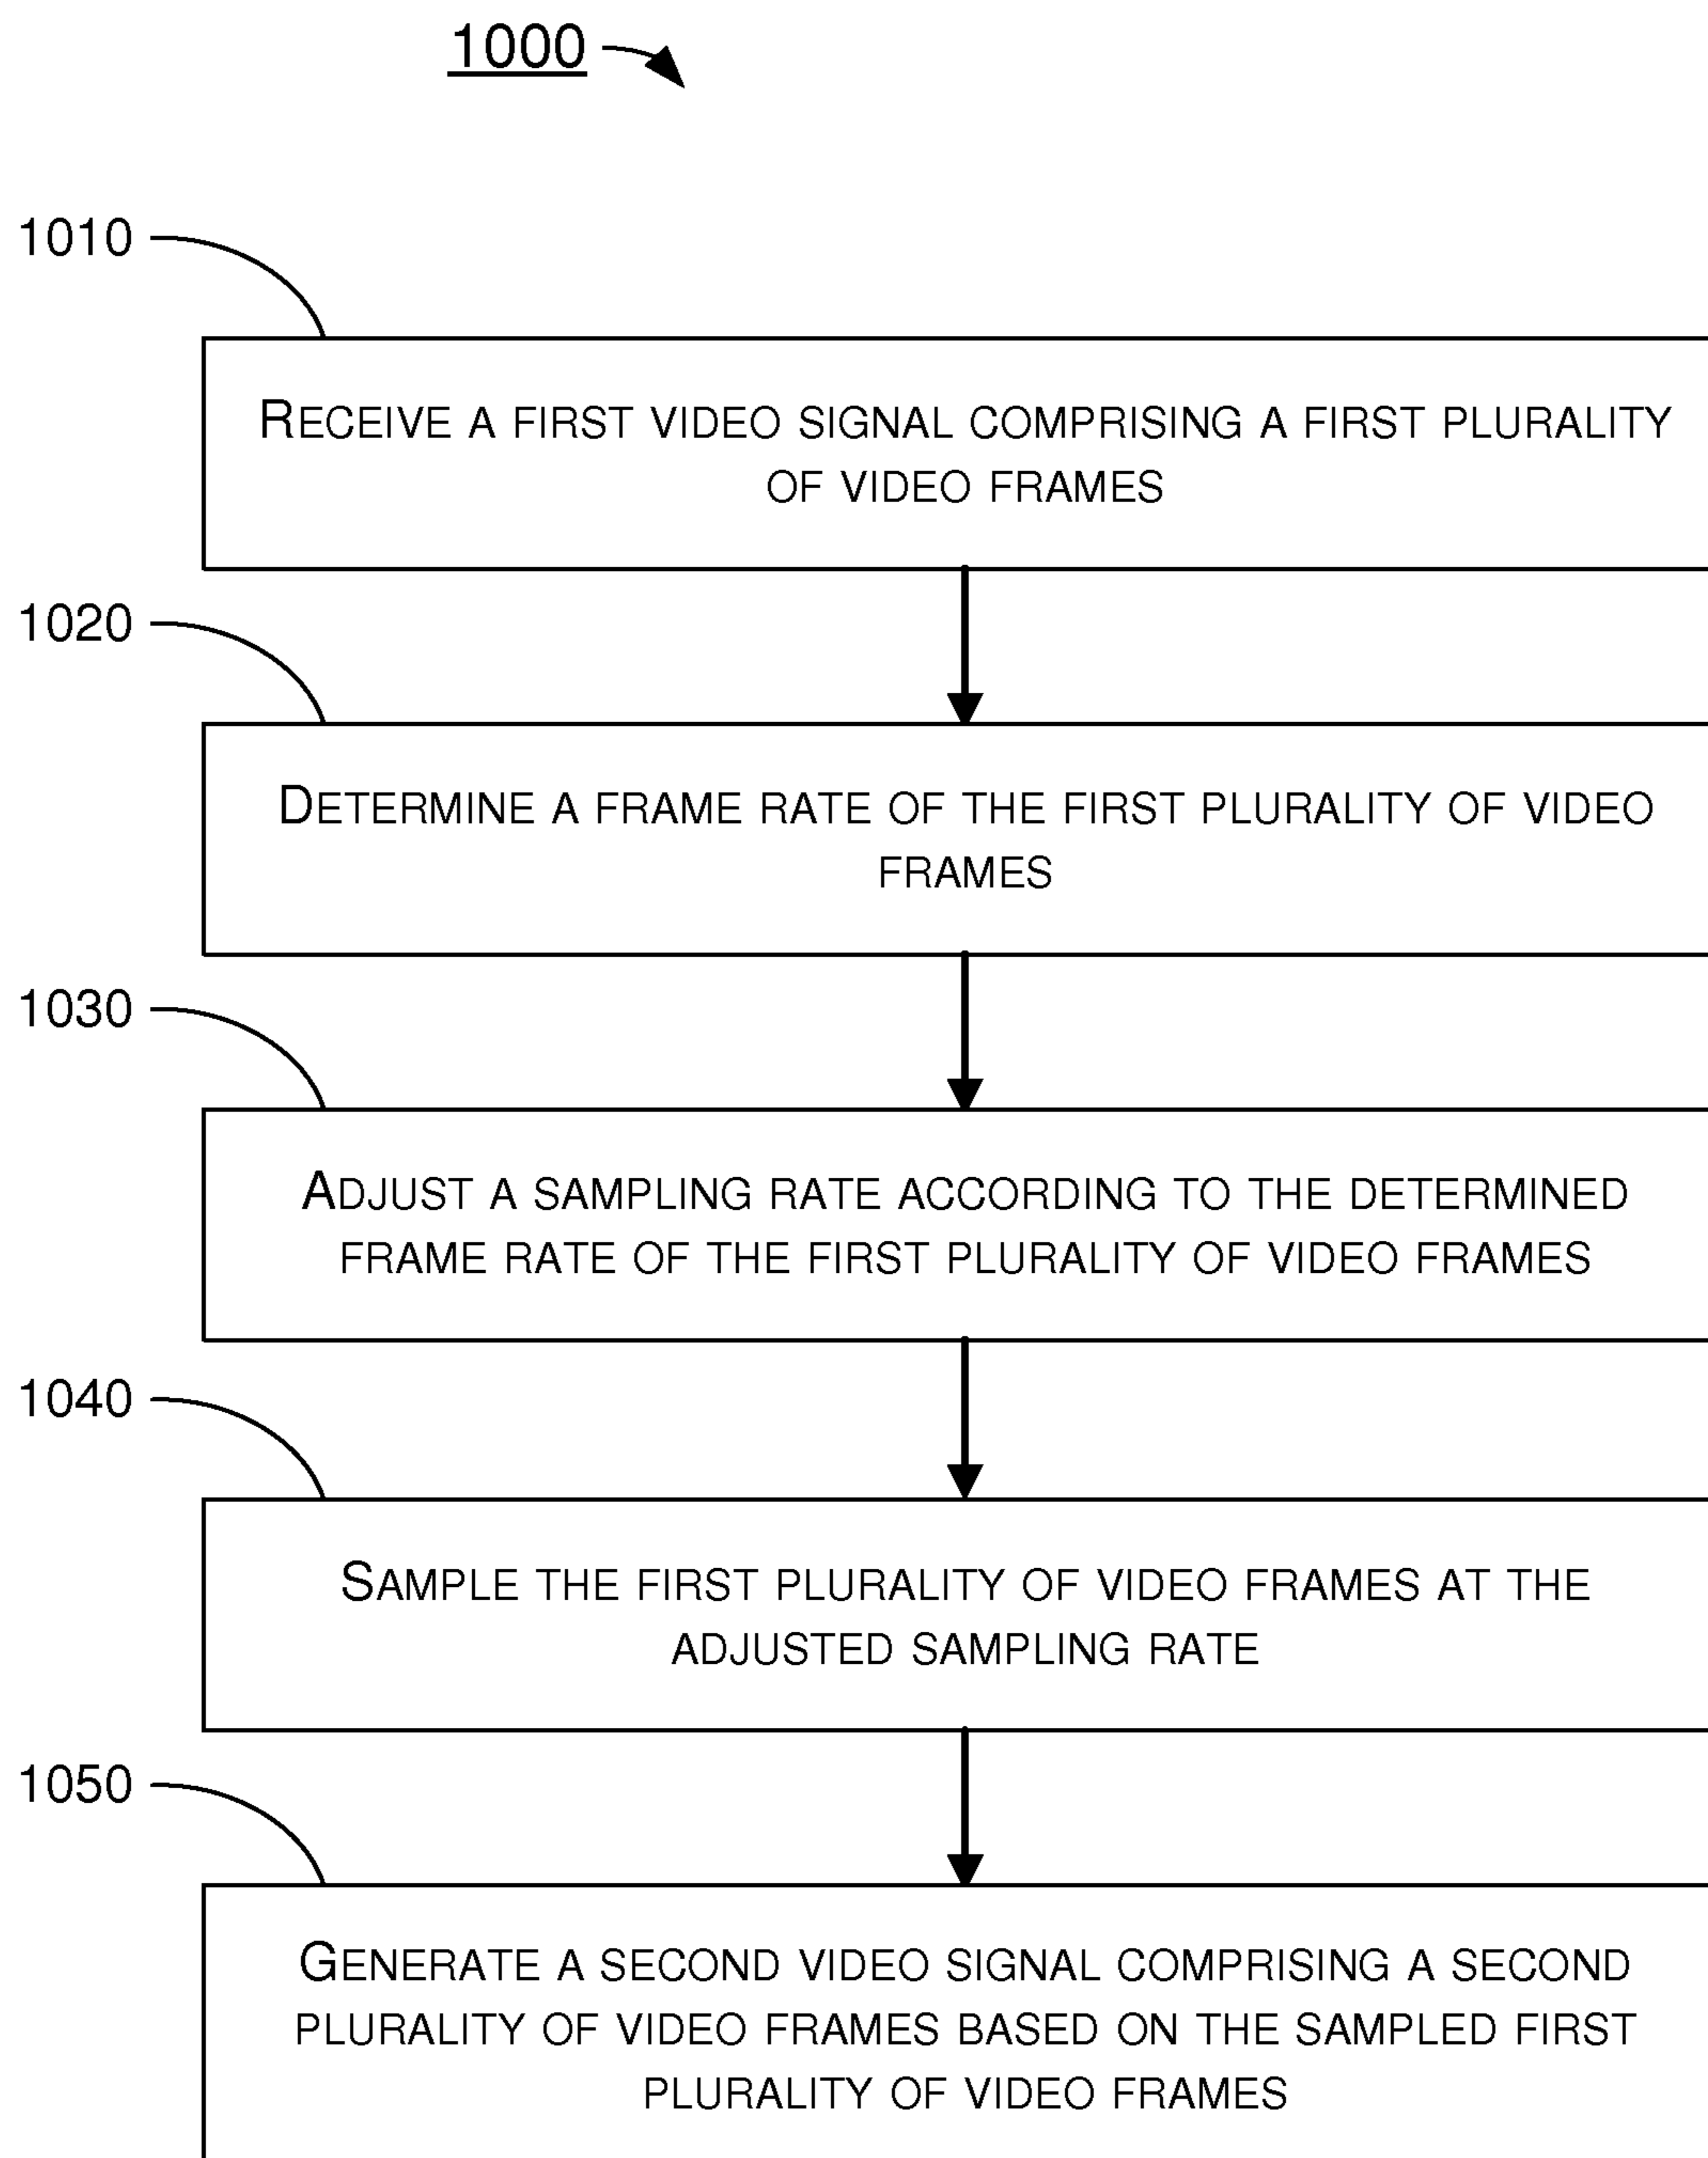 1000
1010
RECEIVE A FIRST VIDEO SIGNAL COMPRISING A FIRST PLURALITY
OF VIDEO FRAMES
1020
DETERMINE A FRAME RATE OF THE FIRST PLURALITY OF VIDEO
FRAMES
1030
ADJUST A SAMPLING RATE ACCORDING TO THE DETERMINED
FRAME RATE OF THE FIRST PLURALITY OF VIDEO FRAMES
1040
SAMPLE THE FIRST PLURALITY OF VIDEO FRAMES AT THE
ADJUSTED SAMPLING RATE
1050
GENERATE A SECOND VIDEO SIGNAL COMPRISING A SECOND
PLURALITY OF VIDEO FRAMES BASED ON THE SAMPLED FIRST
PLURALITY OF VIDEO FRAMES